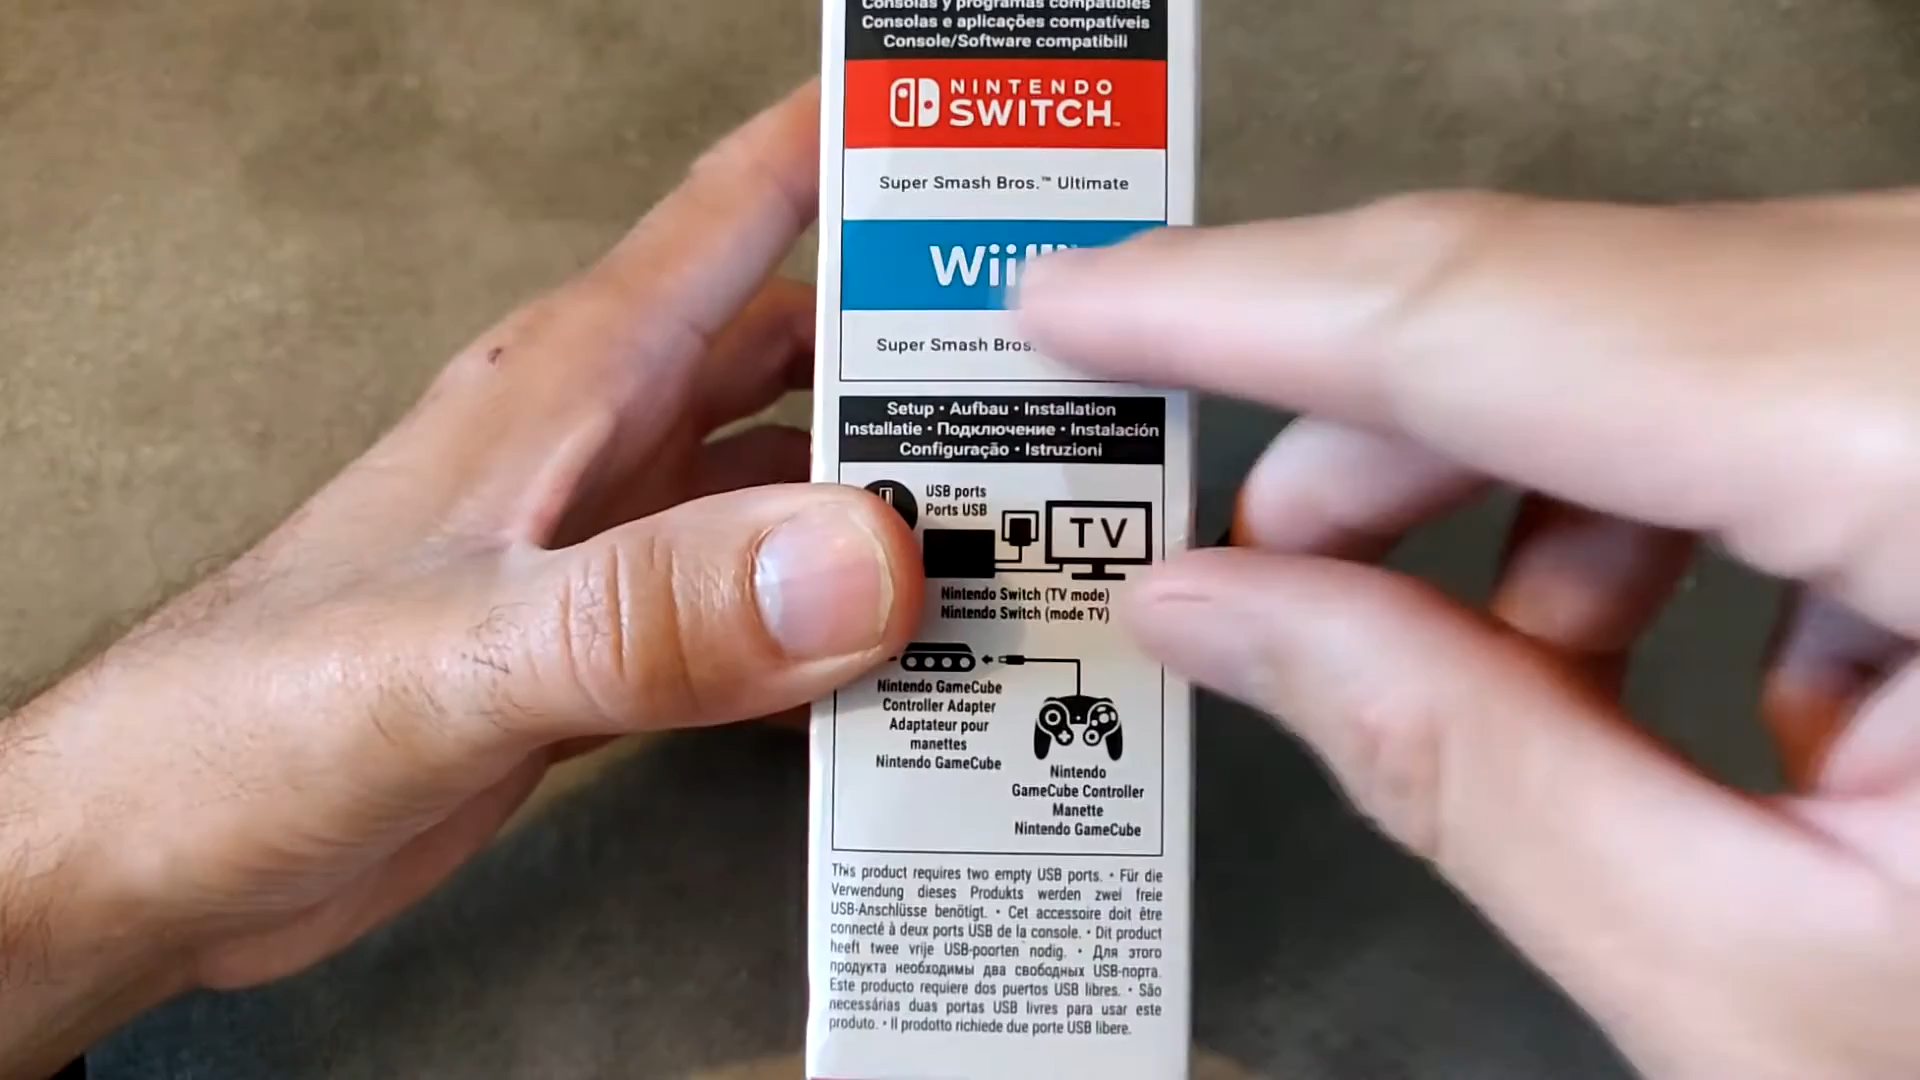 Consolas y programas compatibles
Consolas e aplicações compatíveis
Console/Software compatibili
NINTENDO
SWITCH™
Super Smash Bros.™ Ultimate
Wii
Super Smash Bros.
Setup • Aufbau • Installation
Installatie • Подключение • Instalación
Configuração • Istruzioni
USB ports
Ports USB
TV
Nintendo Switch (TV mode)
Nintendo Switch (mode TV)
Nintendo GameCube
Controller Adapter
Adaptateur pour
manettes
Nintendo GameCube
Nintendo
GameCube Controller
Manette
Nintendo GameCube
This product requires two empty USB ports. • Für die
Verwendung dieses Produkts werden zwei freie
USB-Anschlüsse benötigt. • Cet accessoire doit être
connecté à deux ports USB de la console. • Dit product
heeft twee vrije USB-poorten nodig. • Для этого
продукта необходимы два свободных USB-порта.
Este producto requiere dos puertos USB libres. • São
necessárias duas portas USB livres para usar este
produto. • Il prodotto richiede due porte USB libere.